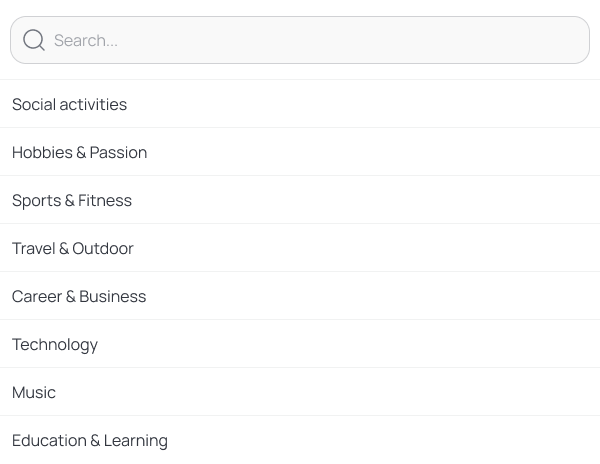 Search...
Social activities
Hobbies & Passion
Sports & Fitness
Travel & Outdoor
Career & Business
Technology
Music
Education & Learning